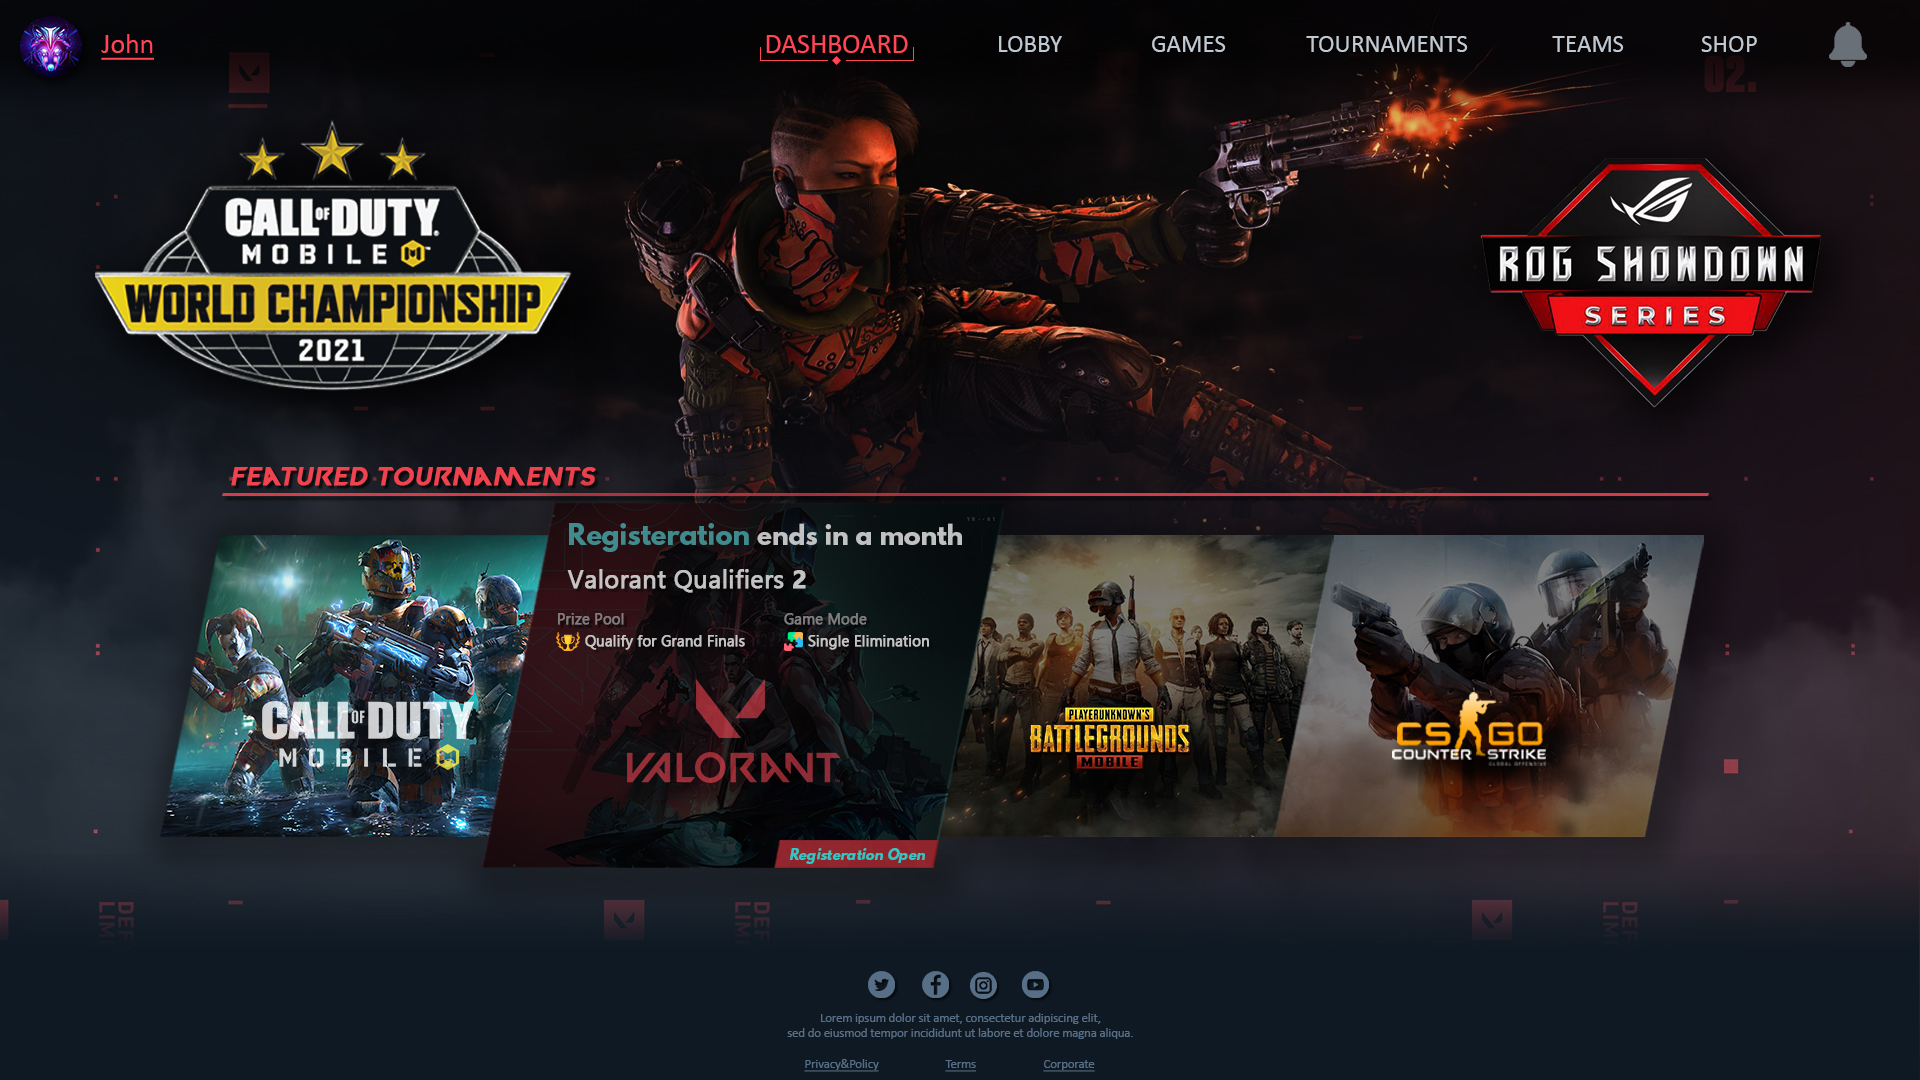 John
DASHBOARD
LOBBY
GAMES
TOURNAMENTS
TEAMS
SHOP
02.
CALL OF DUTY.
MOBILE
WORLD CHAMPIONSHIP
2021
ROG SHOWDOWN
SERIES
FEATURED TOURNAMENTS
Registeration ends in a month
Valorant Qualifiers 2
Prize Pool
Game Mode
Qualify for Grand Finals
Single Elimination
CALL OF DUTY
MOBILE
VALORANT
Registeration Open
PLAYERUNKNOWN'S
BATTLEGROUNDS
MOBILE
CS GO
COUNTER STRIKE
GLOBAL OFFENSIVE
Lorem ipsum dolor sit amet, consectetur adipiscing elit,
sed do eiusmod tempor incididunt ut labore et dolore magna aliqua.
Privacy&Policy
Terms
Corporate